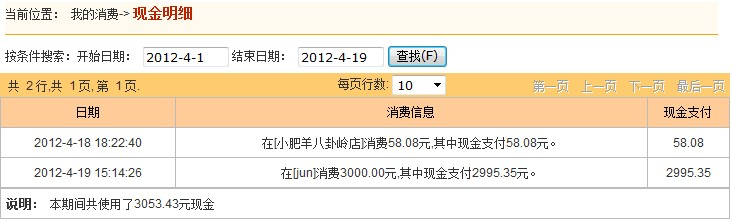 当前位置： 我的消费-> 现金明细
按条件搜索: 开始日期： 2012-4-1 结束日期： 2012-4-19 查找(F)
共 2行,共 1页, 第 1页. 每页行数: 10 第一页 上一页 下一页 最后一页
日期 消费信息 现金支付
2012-4-18 18:22:40 在[小肥羊八卦岭店]消费58.08元,其中现金支付58.08元。 58.08
2012-4-19 15:14:26 在[jun]消费3000.00元,其中现金支付2995.35元。 2995.35
说明： 本期间共使用了3053.43元现金